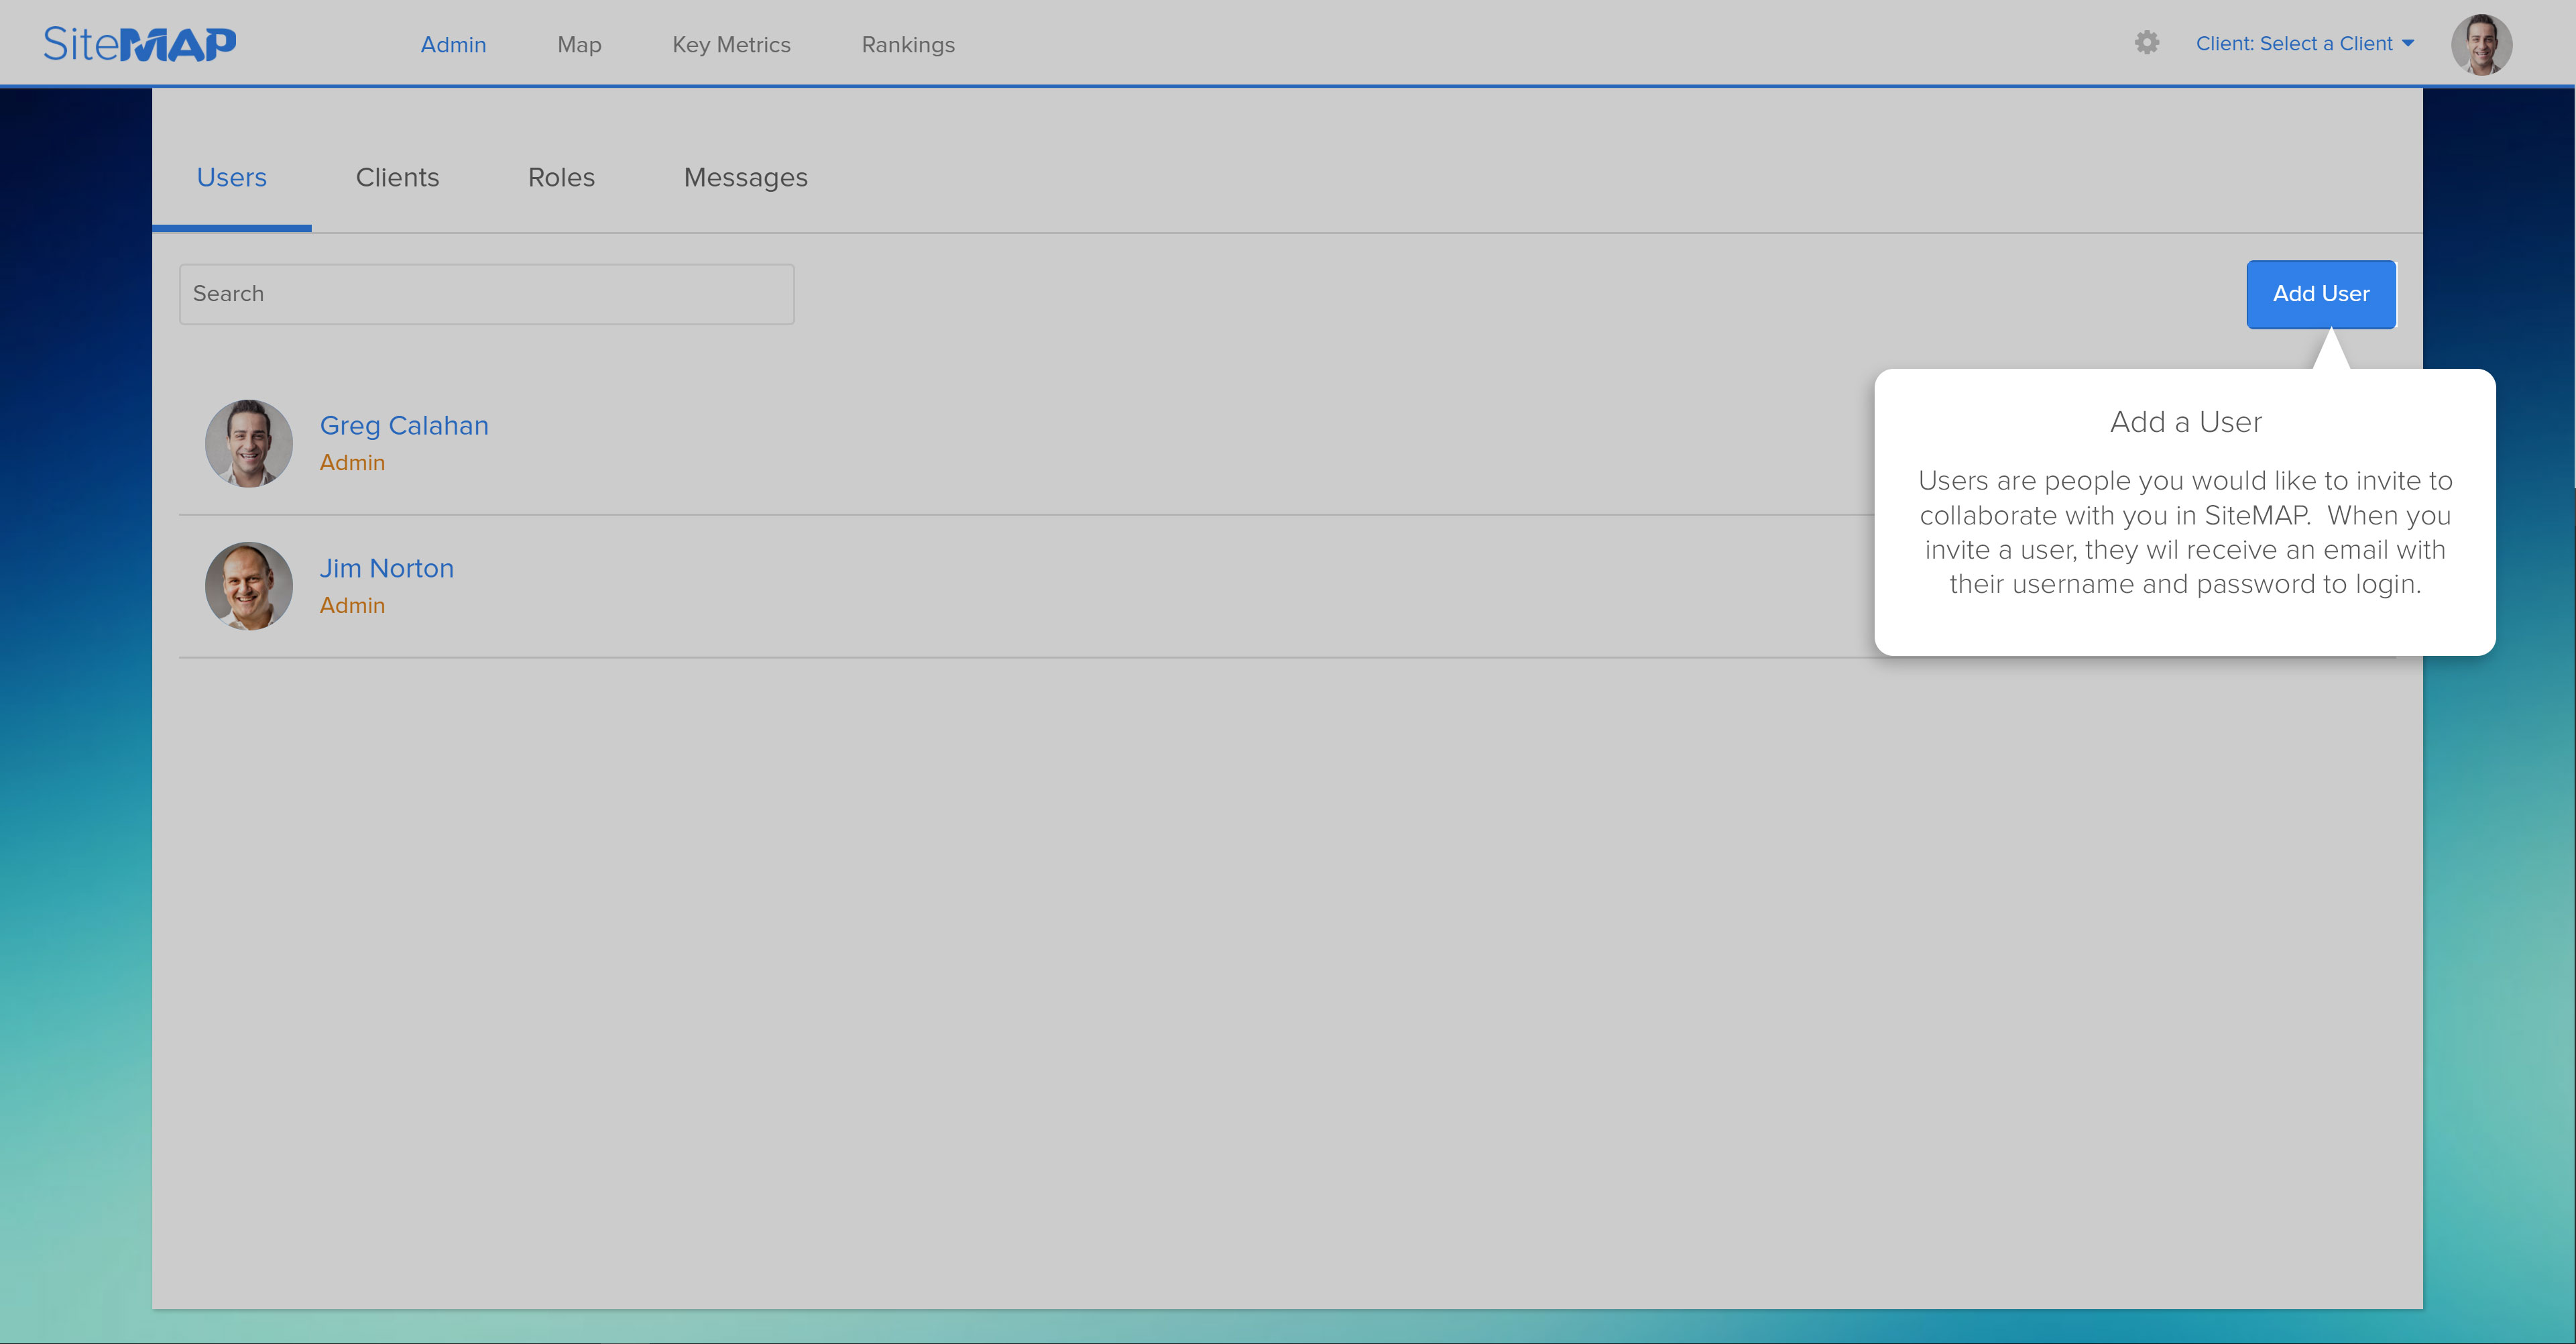 SiteMAP
Admin
Map
Key Metrics
Rankings
Client: Select a Client
Users
Clients
Roles
Messages
Search
Add User
Greg Calahan
Admin
Jim Norton
Admin
Add a User
Users are people you would like to invite to
collaborate with you in SiteMAP.  When you
invite a user, they wil receive an email with
their username and password to login.